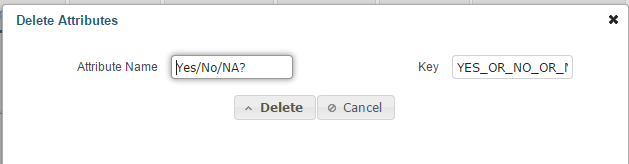 Delete Attributes
Attribute Name Yes/No/NA? Key YES_OR_NO_OR_
Delete Cancel